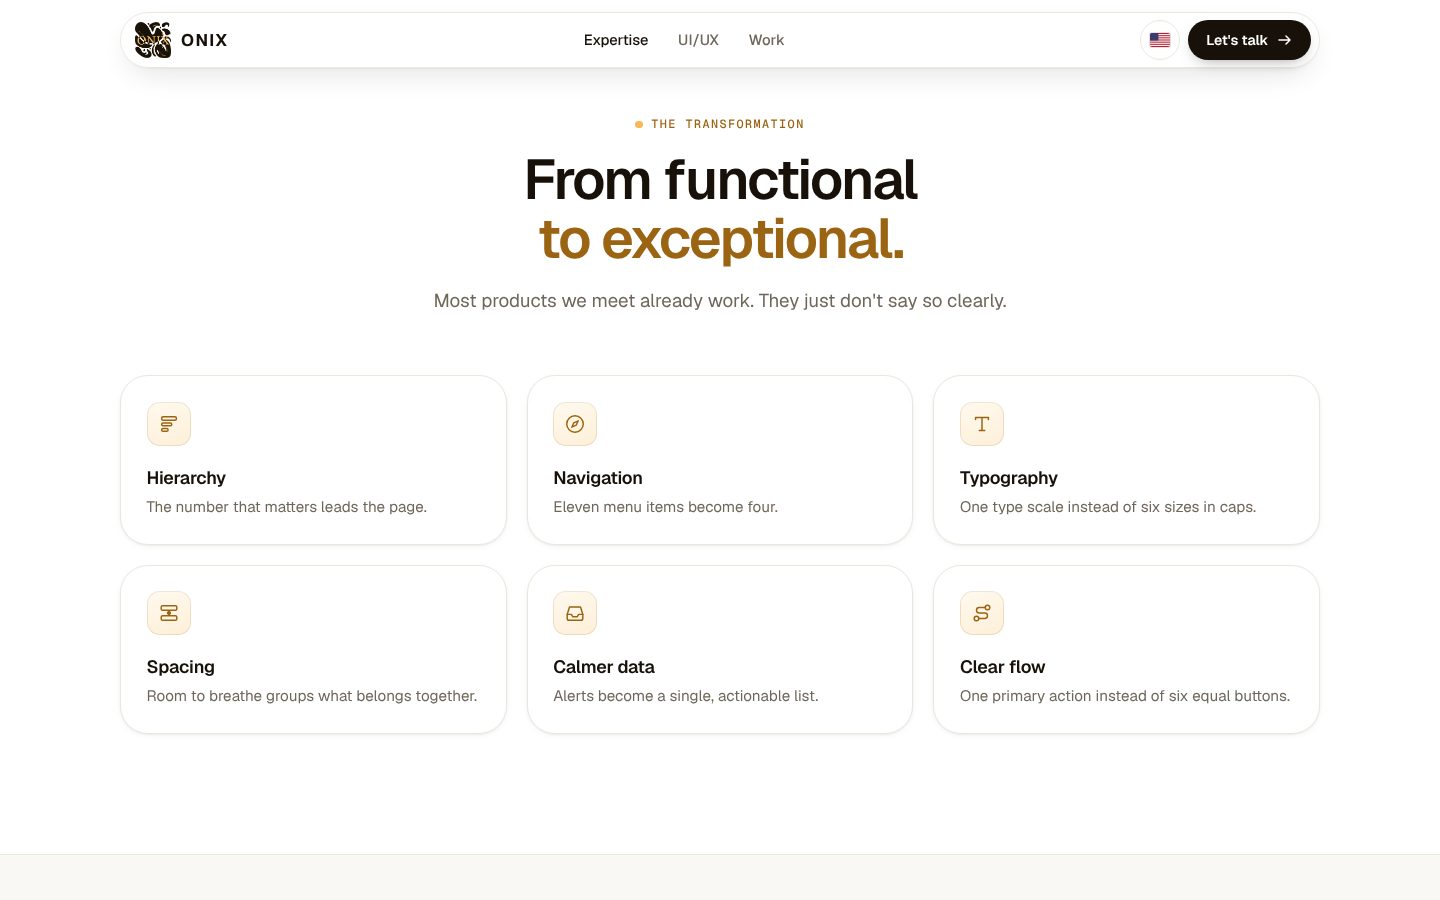 ONIX
ONIX
Expertise
UI/UX
Work
Let's talk
THE TRANSFORMATION
From functional
to exceptional.
Most products we meet already work. They just don't say so clearly.
Hierarchy
The number that matters leads the page.
Navigation
Eleven menu items become four.
Typography
One type scale instead of six sizes in caps.
Spacing
Room to breathe groups what belongs together.
Calmer data
Alerts become a single, actionable list.
Clear flow
One primary action instead of six equal buttons.